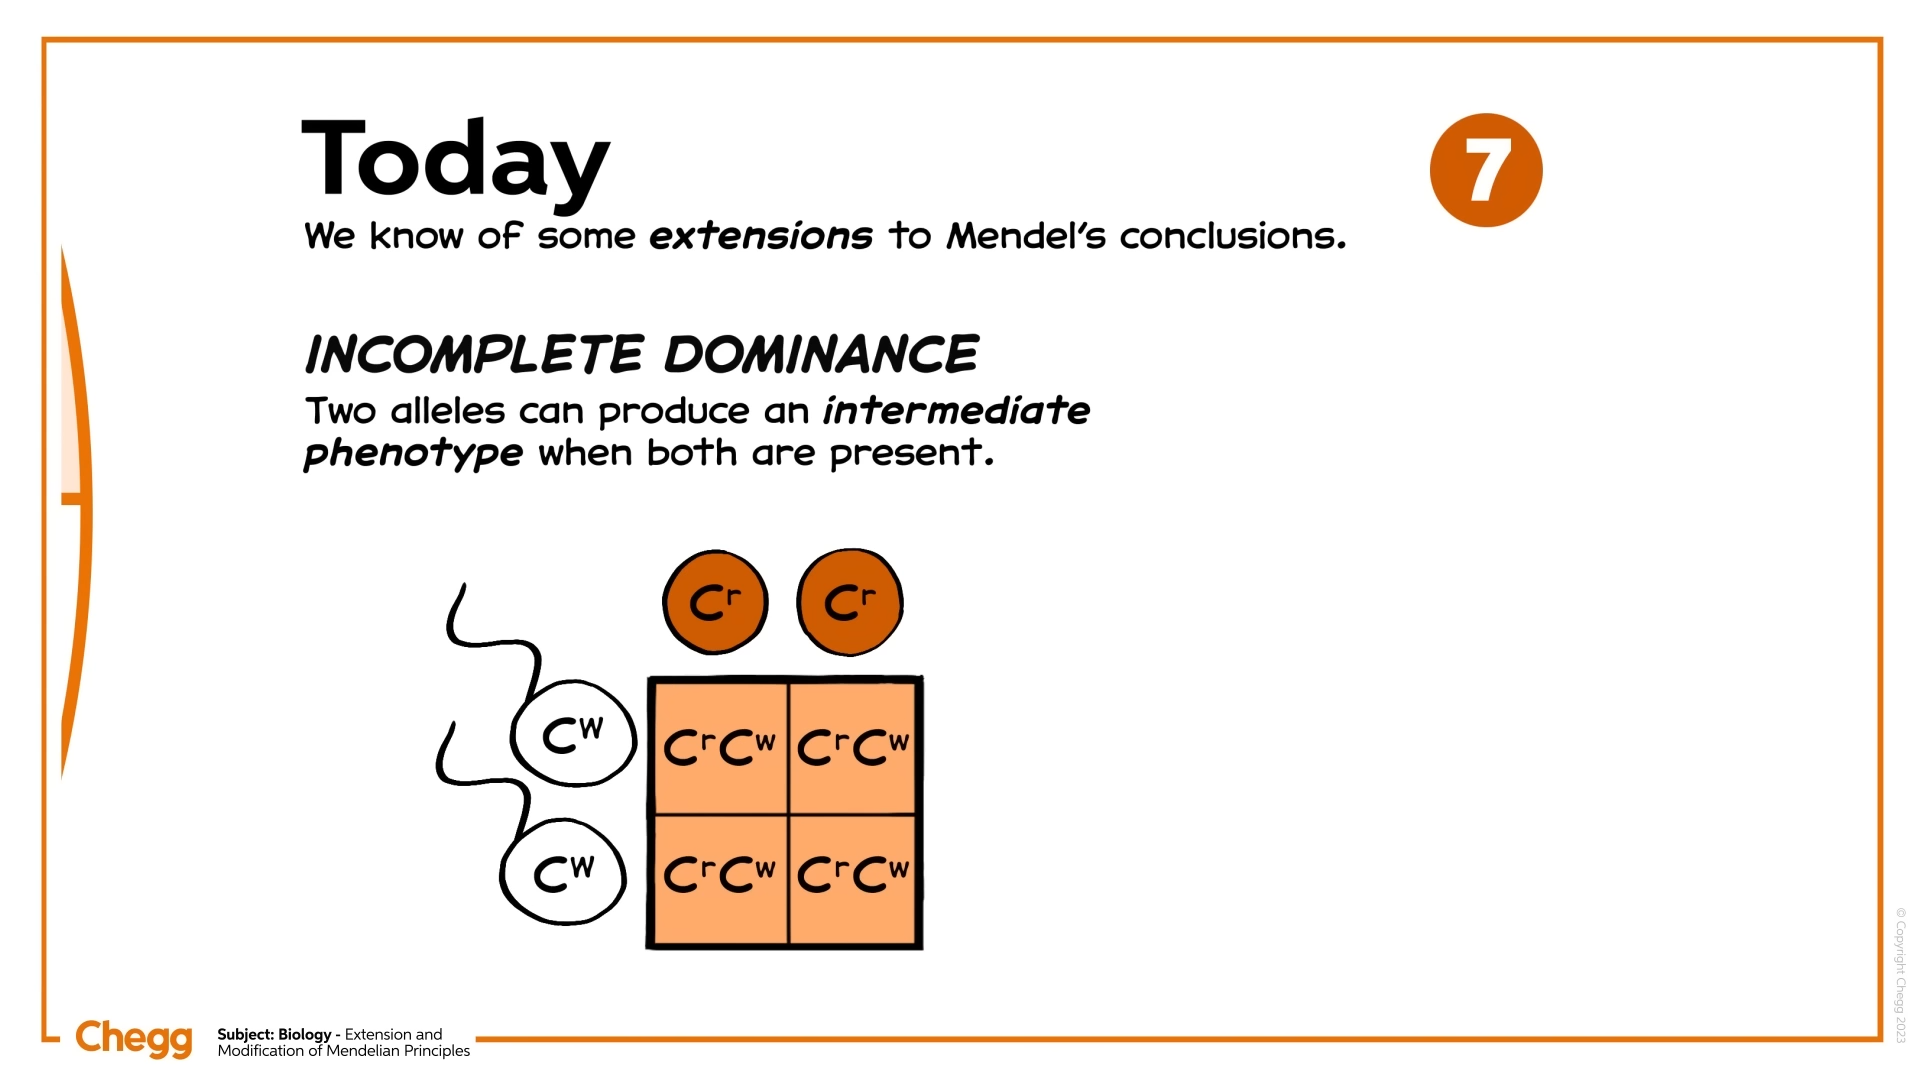 Today
7
We know of some extensions to Mendel's conclusions.
INCOMPLETE DOMINANCE
Two alleles can produce an intermediate
phenotype when both are present.
Cʳ Cʳ
Cᵂ
CʳCʷ CʳCʷ
Cᵂ
CʳCʷ CʳCʷ
Chegg
Subject: Biology - Extension and
Modification of Mendelian Principles
© Copyright Chegg 2023